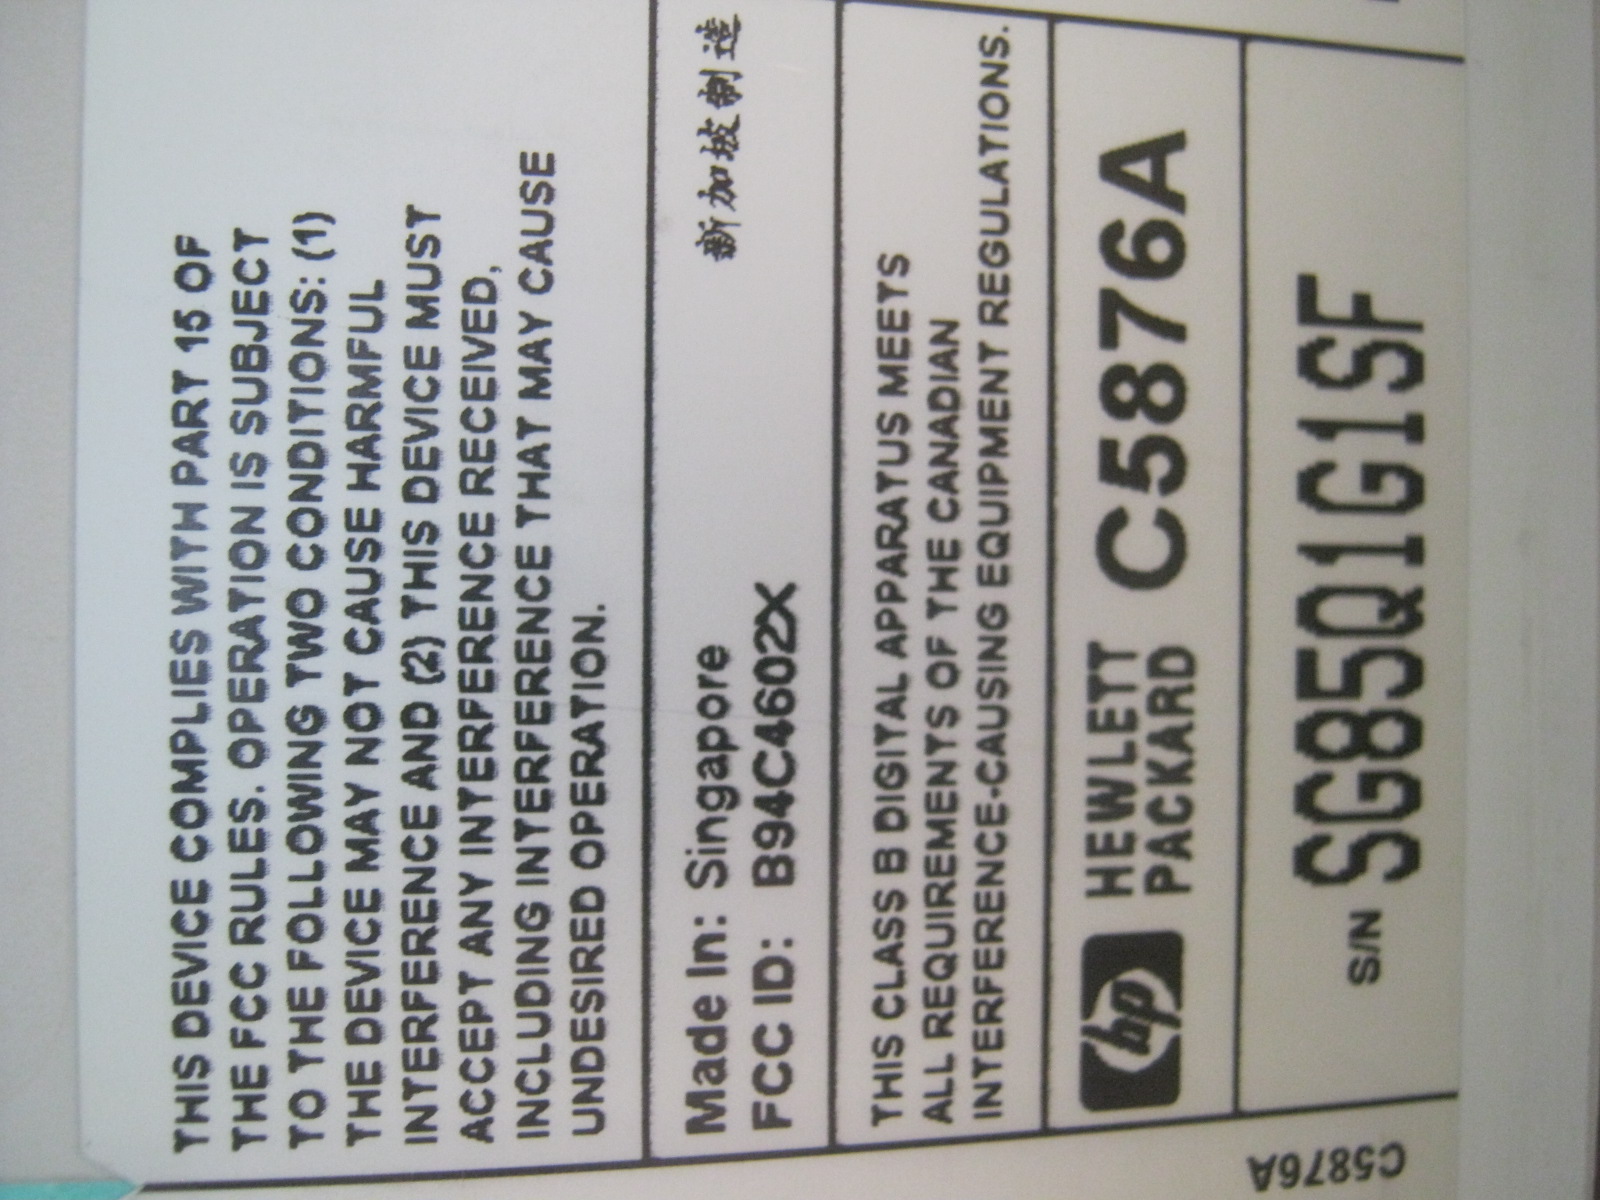 THIS DEVICE COMPLIES WITH PART 15 OF
THE FCC RULES. OPERATION IS SUBJECT
TO THE FOLLOWING TWO CONDITIONS: (1)
THE DEVICE MAY NOT CAUSE HARMFUL
INTERFERENCE AND (2) THIS DEVICE MUST
ACCEPT ANY INTERFERENCE RECEIVED,
INCLUDING INTERFERENCE THAT MAY CAUSE
UNDESIRED OPERATION.
Made In: Singapore 新加坡制造
FCC ID: B94C4602X
THIS CLASS B DIGITAL APPARATUS MEETS
ALL REQUIREMENTS OF THE CANADIAN
INTERFERENCE-CAUSING EQUIPMENT REGULATIONS.
hp HEWLETT PACKARD C5876A
S/N SG85Q1G1SF
C5876A